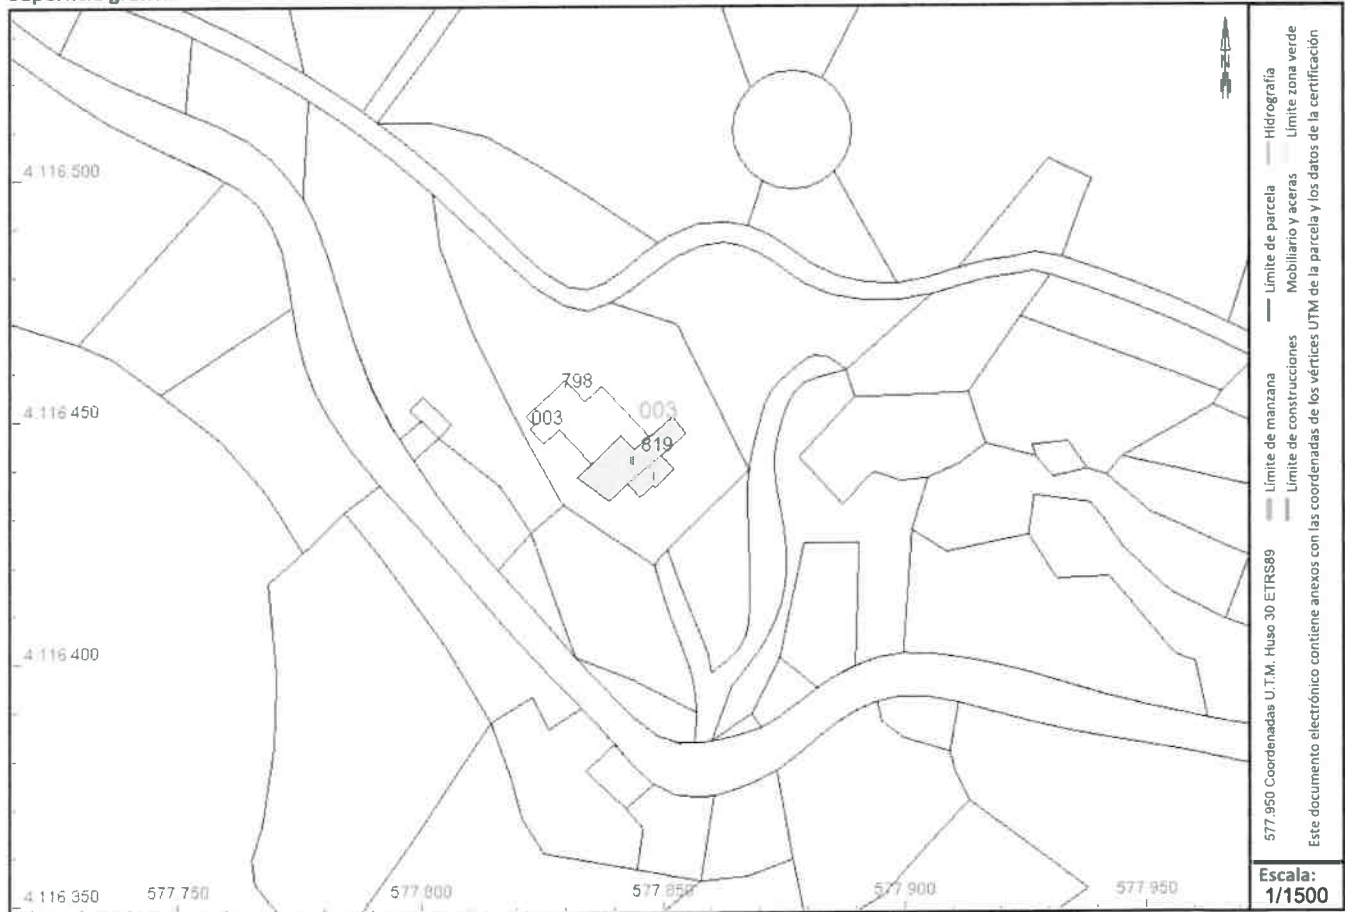 4.116.500
4.116.450
4.116.400
4.116.350
577.750
577.800
577.850
577.900
577.950
798
003
003
819
N
577.950 Coordenadas U.T.M. Huso 30 ETRS89
Límite de manzana
Límite de parcela
Hidrografía
Límite de construcciones
Mobiliario y aceras
Límite zona verde
Este documento electrónico contiene anexos con las coordenadas de los vértices UTM de la parcela y los datos de la certificación
Escala:
1/1500